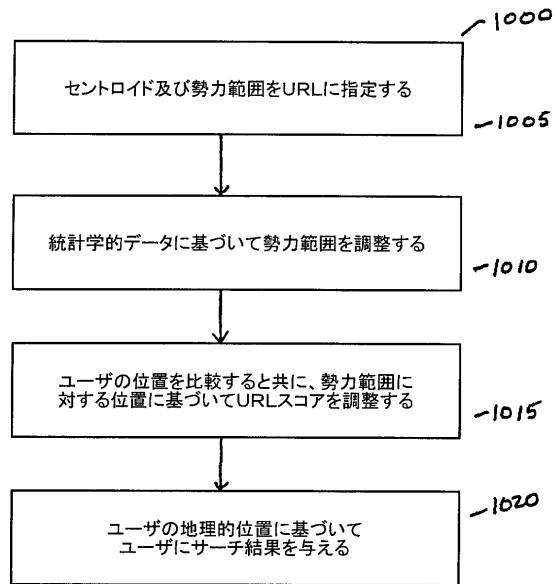 1000
セントロイド及び勢力範囲をURLに指定する
1005
統計学的データに基づいて勢力範囲を調整する
1010
ユーザの位置を比較すると共に、勢力範囲に
対する位置に基づいてURLスコアを調整する
1015
ユーザの地理的位置に基づいて
ユーザにサーチ結果を与える
1020